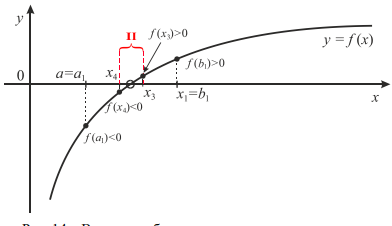 y
II
f(x₃)>0
y = f(x)
a=a₁
x₄
f(b₁)>0
0
x₃
x₁=b₁
x
f(x₄)<0
f(a₁)<0